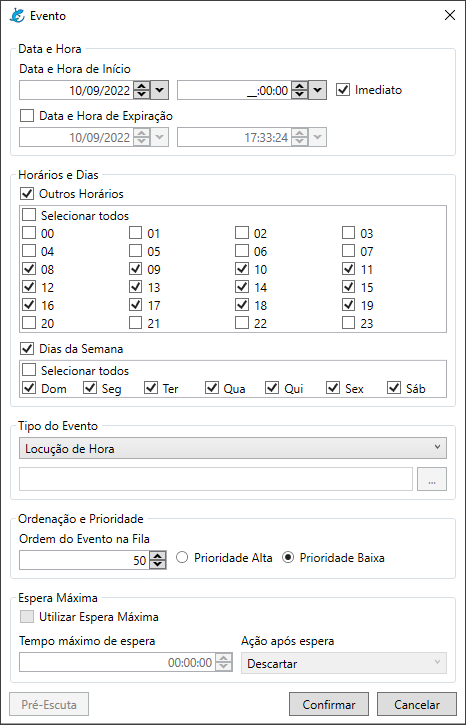 Evento
Data e Hora
Data e Hora de Início
10/09/2022 __:00:00 Imediato
Data e Hora de Expiração
10/09/2022 17:33:24
Horários e Dias
Outros Horários
Selecionar todos
00 01 02 03
04 05 06 07
08 09 10 11
12 13 14 15
16 17 18 19
20 21 22 23
Dias da Semana
Selecionar todos
Dom Seg Ter Qua Qui Sex Sáb
Tipo do Evento
Locução de Hora
...
Ordenação e Prioridade
Ordem do Evento na Fila
50 Prioridade Alta Prioridade Baixa
Espera Máxima
Utilizar Espera Máxima
Tempo máximo de espera Ação após espera
00:00:00 Descartar
Pré-Escuta Confirmar Cancelar